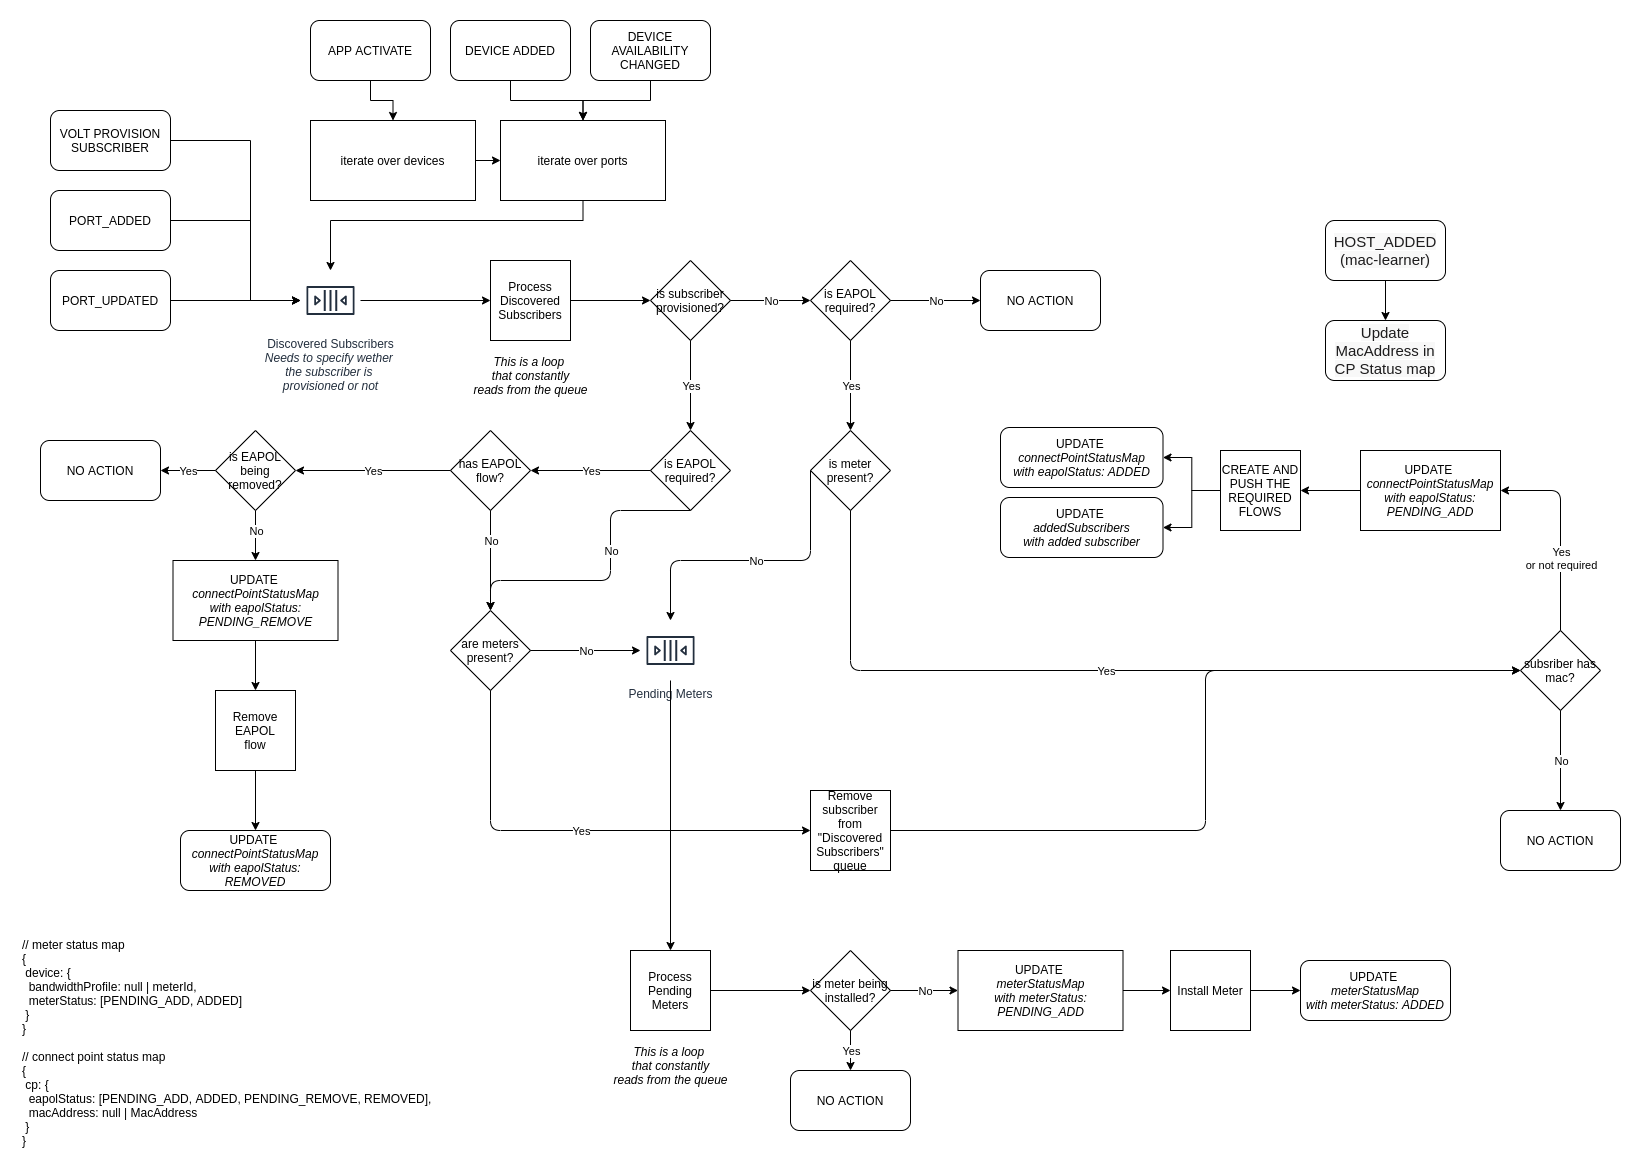 APP ACTIVATE
DEVICE ADDED
DEVICE
AVAILABILITY
CHANGED
VOLT PROVISION
SUBSCRIBER
iterate over devices
iterate over ports
PORT_ADDED
PORT_UPDATED
Discovered Subscribers
Needs to specify wether
the subscriber is
provisioned or not
Process
Discovered
Subscribers
This is a loop
that constantly
reads from the queue
is subscriber
provisioned?
No
is EAPOL
required?
No
NO ACTION
HOST_ADDED
(mac-learner)
Update
MacAddress in
CP Status map
Yes
Yes
NO ACTION
Yes
is EAPOL
being
removed?
Yes
has EAPOL
flow?
Yes
is EAPOL
required?
is meter
present?
UPDATE
connectPointStatusMap
with eapolStatus: ADDED
UPDATE
addedSubscribers
with added subscriber
CREATE AND
PUSH THE
REQUIRED
FLOWS
UPDATE
connectPointStatusMap
with eapolStatus:
PENDING_ADD
No
No
No
No
Yes
or not required
UPDATE
connectPointStatusMap
with eapolStatus:
PENDING_REMOVE
are meters
present?
No
Pending Meters
Yes
subsriber has
mac?
Remove
EAPOL
flow
No
Yes
Remove
subscriber
from
"Discovered
Subscribers"
queue
NO ACTION
UPDATE
connectPointStatusMap
with eapolStatus:
REMOVED
// meter status map
{
device: {
bandwidthProfile: null | meterId,
meterStatus: [PENDING_ADD, ADDED]
}
}
// connect point status map
{
cp: {
eapolStatus: [PENDING_ADD, ADDED, PENDING_REMOVE, REMOVED],
macAddress: null | MacAddress
}
}
Process
Pending
Meters
This is a loop
that constantly
reads from the queue
is meter being
installed?
No
UPDATE
meterStatusMap
with meterStatus:
PENDING_ADD
Install Meter
UPDATE
meterStatusMap
with meterStatus: ADDED
Yes
NO ACTION